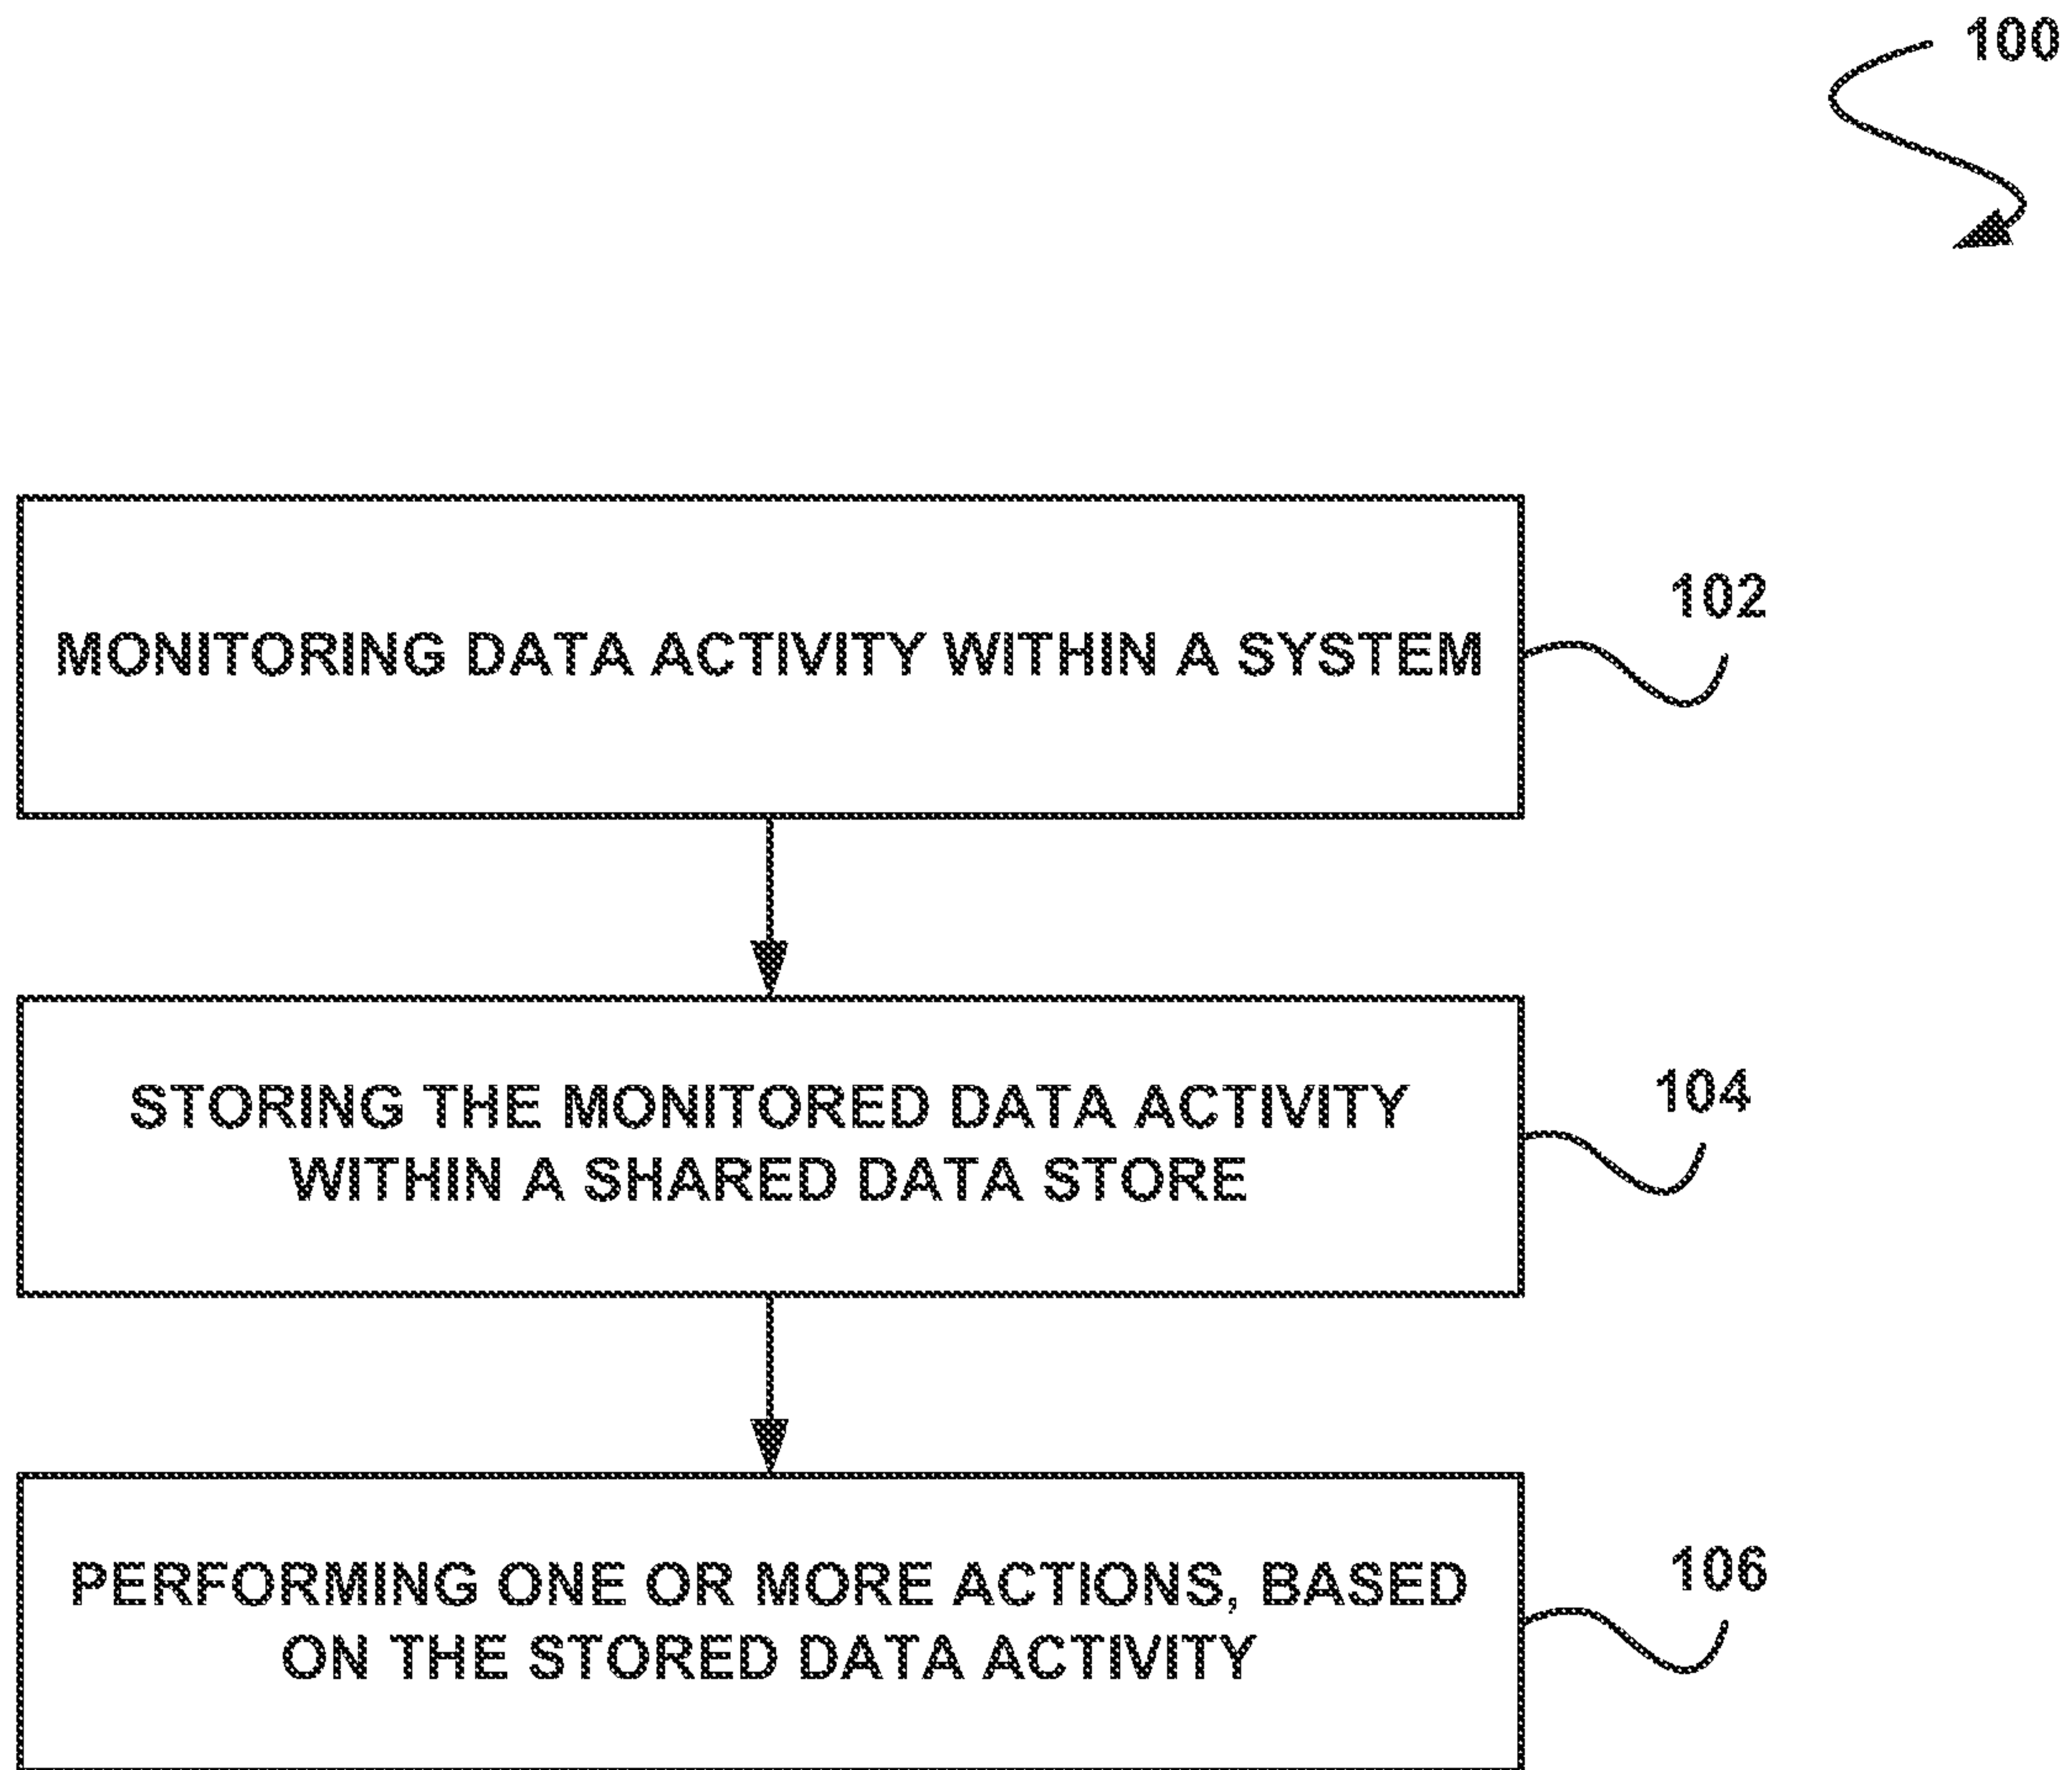 100
MONITORING DATA ACTIVITY WITHIN A SYSTEM
102
STORING THE MONITORED DATA ACTIVITY
WITHIN A SHARED DATA STORE
104
PERFORMING ONE OR MORE ACTIONS, BASED
ON THE STORED DATA ACTIVITY
106